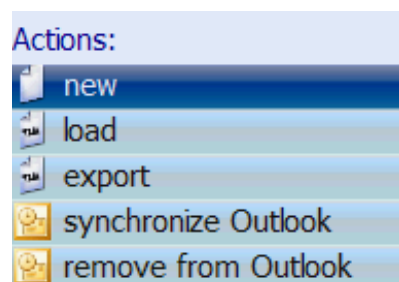 Actions:
new
load
export
synchronize Outlook
remove from Outlook